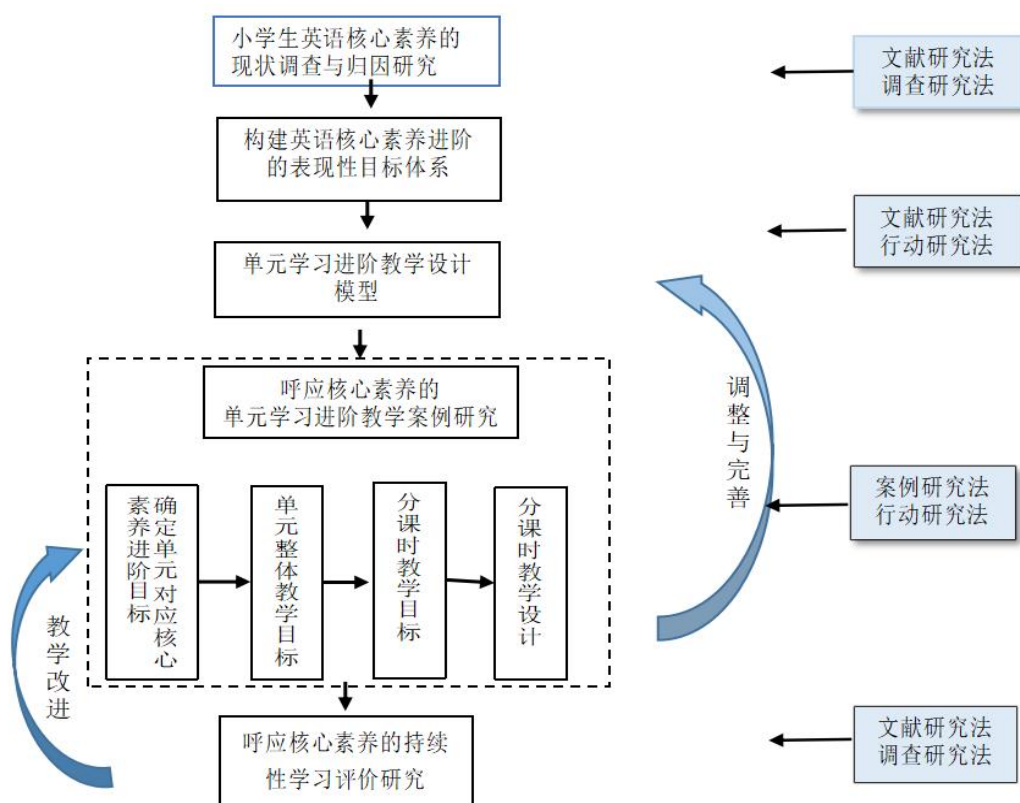 小学生英语核心素养的
现状调查与归因研究
文献研究法
调查研究法
构建英语核心素养进阶
的表现性目标体系
文献研究法
行动研究法
单元学习进阶教学设计
模型
呼应核心素养的
单元学习进阶教学案例研究
调整与完善
确定单元对应核心
素养进阶目标
单元整体教学目标
分课时教学目标
分课时教学设计
案例研究法
行动研究法
教学改进
呼应核心素养的持续
性学习评价研究
文献研究法
调查研究法